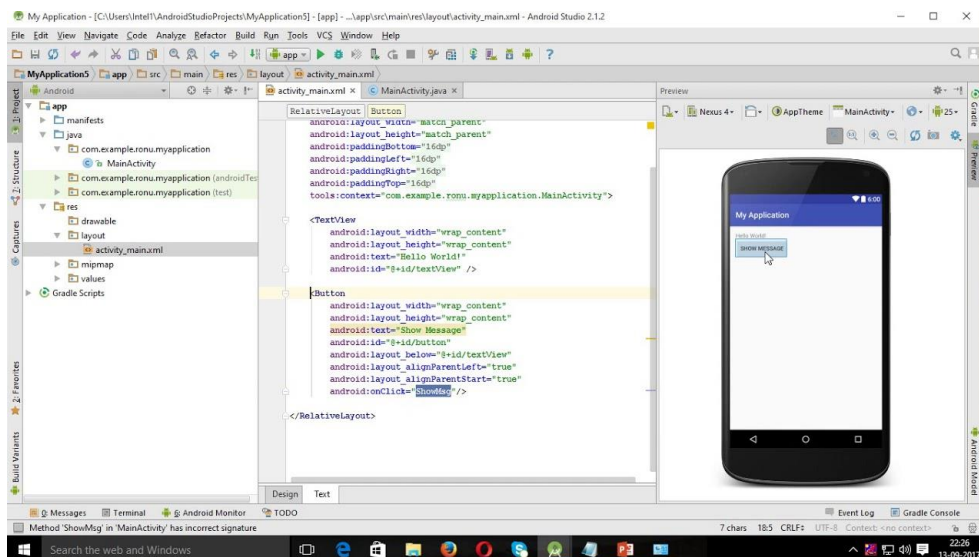 My Application - [C:\Users\Intel1\AndroidStudioProjects\MyApplication5] - [app] - ...\app\src\main\res\layout\activity_main.xml - Android Studio 2.1.2
File Edit View Navigate Code Analyze Refactor Build Run Tools VCS Window Help
app
MyApplication5 app src main res layout activity_main.xml
1: Project
Android
activity_main.xml
MainActivity.java
Preview
Gradle
app
manifests
java
com.example.ronu.myapplication
MainActivity
com.example.ronu.myapplication (androidTes
com.example.ronu.myapplication (test)
res
drawable
layout
activity_main.xml
mipmap
values
Gradle Scripts
Z: Structure
Captures
2: Favorites
Build Variants
RelativeLayout Button
android:layout_width="match_parent"
android:layout_height="match_parent"
android:paddingBottom="16dp"
android:paddingLeft="16dp"
android:paddingRight="16dp"
android:paddingTop="16dp"
tools:context="com.example.ronu.myapplication.MainActivity">
<TextView
android:layout_width="wrap_content"
android:layout_height="wrap_content"
android:text="Hello World!"
android:id="@+id/textView" />
<Button
android:layout_width="wrap_content"
android:layout_height="wrap_content"
android:text="Show Message"
android:id="@+id/button"
android:layout_below="@+id/textView"
android:layout_alignParentLeft="true"
android:layout_alignParentStart="true"
android:onClick="ShowMsg"/>
</RelativeLayout>
Design Text
Nexus 4 AppTheme MainActivity 25
6:00
My Application
Hello World!
SHOW MESSAGE
Preview
Android Model
0: Messages Terminal 6: Android Monitor TODO
Event Log Gradle Console
Method 'ShowMsg' in 'MainActivity' has incorrect signature
7 chars 18:5 CRLF UTF-8 Context: <no context>
Search the web and Windows
22:26
13-09-201